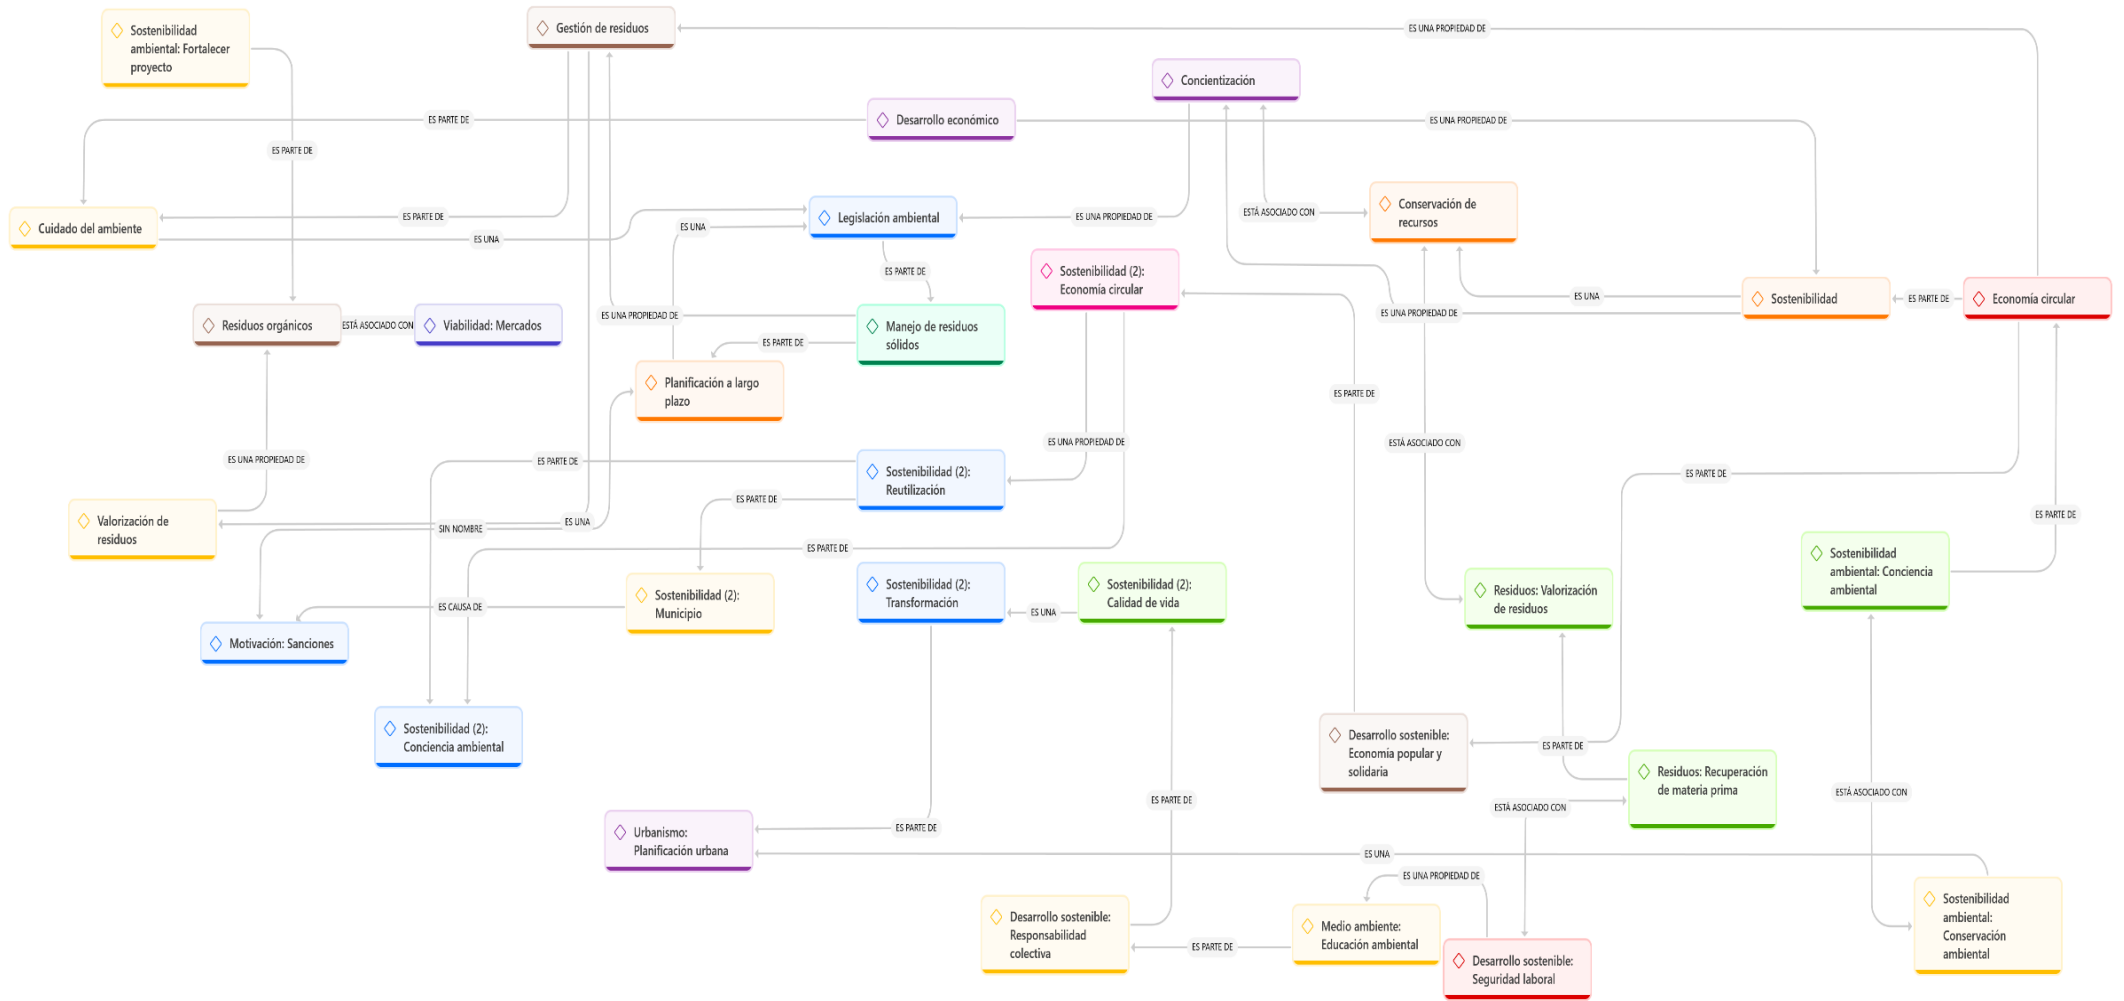 Sostenibilidad
ambiental: Fortalecer
proyecto
Gestión de residuos
ES UNA PROPIEDAD DE
Concientización
ES PARTE DE
Desarrollo económico
ES UNA PROPIEDAD DE
ES PARTE DE
Conservación de
recursos
ESTÁ ASOCIADO CON
Cuidado del ambiente
ES PARTE DE
ES UNA
ES UNA
Legislación ambiental
ES UNA PROPIEDAD DE
ES PARTE DE
Sostenibilidad (2):
Economía circular
ES UNA
Sostenibilidad
ES PARTE DE
Economía circular
ES UNA PROPIEDAD DE
Residuos orgánicos
ESTÁ ASOCIADO CON
Viabilidad: Mercados
ES UNA PROPIEDAD DE
Manejo de residuos
sólidos
ES PARTE DE
Planificación a largo
plazo
ES PARTE DE
ES UNA PROPIEDAD DE
ESTÁ ASOCIADO CON
ES UNA PROPIEDAD DE
ES PARTE DE
Sostenibilidad (2):
Reutilización
ES PARTE DE
ES PARTE DE
Valorización de
residuos
SIN NOMBRE
ES UNA
ES PARTE DE
ES PARTE DE
Sostenibilidad
ambiental: Conciencia
ambiental
Sostenibilidad (2):
Municipio
ES CAUSA DE
Sostenibilidad (2):
Transformación
ES UNA
Sostenibilidad (2):
Calidad de vida
Residuos: Valorización
de residuos
Motivación: Sanciones
Sostenibilidad (2):
Conciencia ambiental
Desarrollo sostenible:
Economía popular y
solidaria
ES PARTE DE
Residuos: Recuperación
de materia prima
ESTÁ ASOCIADO CON
ES PARTE DE
ESTÁ ASOCIADO CON
Urbanismo:
Planificación urbana
ES PARTE DE
ES UNA
ES UNA PROPIEDAD DE
Desarrollo sostenible:
Responsabilidad
colectiva
ES PARTE DE
Medio ambiente:
Educación ambiental
Desarrollo sostenible:
Seguridad laboral
Sostenibilidad
ambiental:
Conservación
ambiental